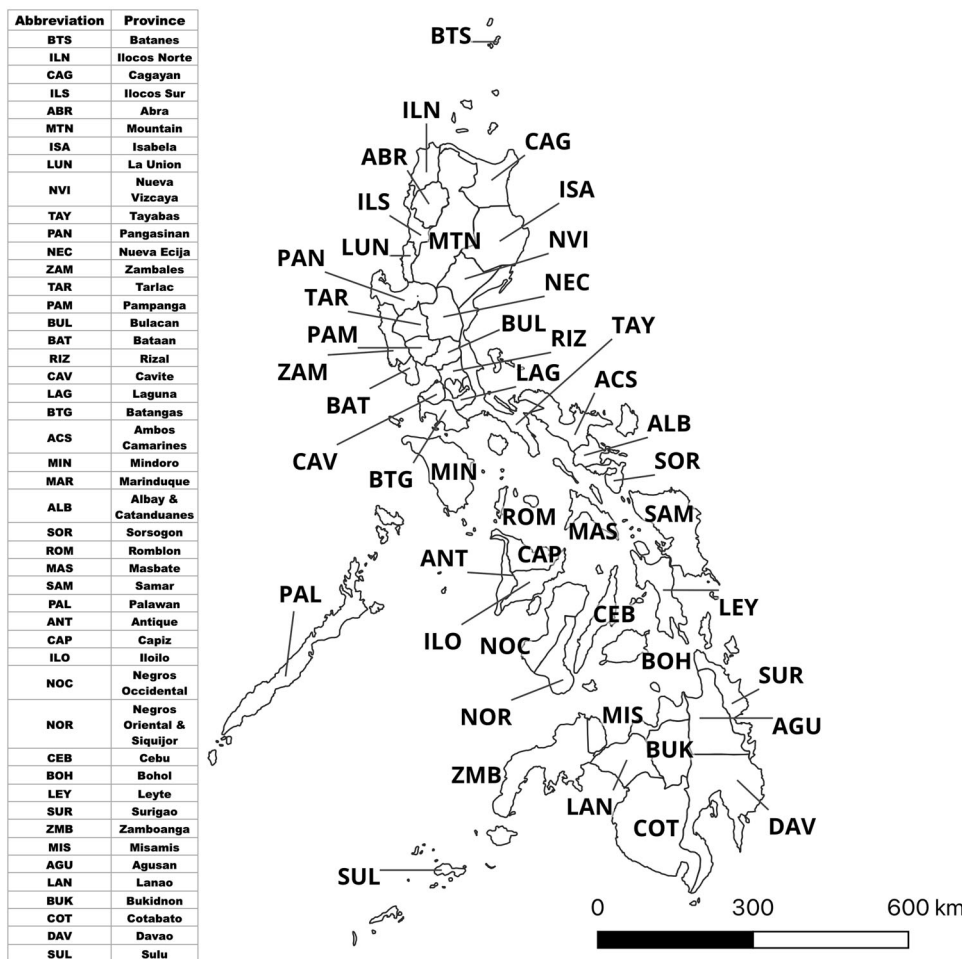 Abbreviation Province
BTS Batanes
ILN Ilocos Norte
CAG Cagayan
ILS Ilocos Sur
ABR Abra
MTN Mountain
ISA Isabela
LUN La Union
NVI Nueva
Vizcaya
TAY Tayabas
PAN Pangasinan
NEC Nueva Ecija
ZAM Zambales
TAR Tarlac
PAM Pampanga
BUL Bulacan
BAT Bataan
RIZ Rizal
CAV Cavite
LAG Laguna
BTG Batangas
ACS Ambos
Camarines
MIN Mindoro
MAR Marinduque
ALB Albay &
Catanduanes
SOR Sorsogon
ROM Romblon
MAS Masbate
SAM Samar
PAL Palawan
ANT Antique
CAP Capiz
ILO Iloilo
NOC Negros
Occidental
NOR Negros
Oriental &
Siquijor
CEB Cebu
BOH Bohol
LEY Leyte
SUR Surigao
ZMB Zamboanga
MIS Misamis
AGU Agusan
LAN Lanao
BUK Bukidnon
COT Cotabato
DAV Davao
SUL Sulu
BTS
ILN
CAG
ABR
ISA
ILS
MTN
NVI
LUN
PAN
NEC
TAR
BUL
TAY
PAM
RIZ
ZAM
LAG
ACS
BAT
ALB
CAV
SOR
BTG
MIN
ROM
SAM
MAS
ANT
CAP
PAL
LEY
CEB
ILO
NOC
BOH
SUR
NOR
MIS
AGU
BUK
ZMB
LAN
COT
DAV
SUL
0 300 600 km